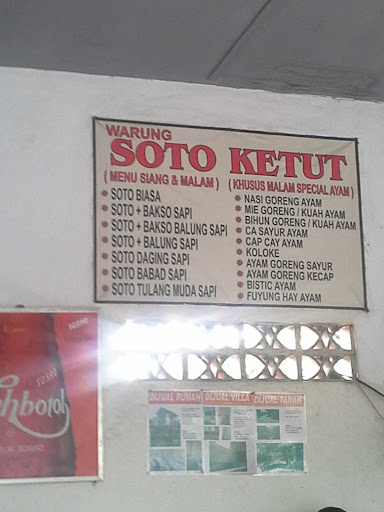 WARUNG
SOTO KETUT
( MENU SIANG & MALAM )
SOTO BIASA
SOTO + BAKSO SAPI
SOTO + BAKSO BALUNG SAPI
SOTO + BALUNG SAPI
SOTO DAGING SAPI
SOTO BABAD SAPI
SOTO TULANG MUDA SAPI
( KHUSUS MALAM SPECIAL AYAM )
NASI GORENG AYAM
MIE GORENG / KUAH AYAM
BIHUN GORENG / KUAH AYAM
CA SAYUR AYAM
CAP CAY AYAM
KOLOKE
AYAM GORENG SAYUR
AYAM GORENG KECAP
BISTIC AYAM
FUYUNG HAY AYAM
SOSRO
SOSRO
ehbotol
DIJUAL RUMAH
DIJUAL VILLA
DIJUAL TANAH